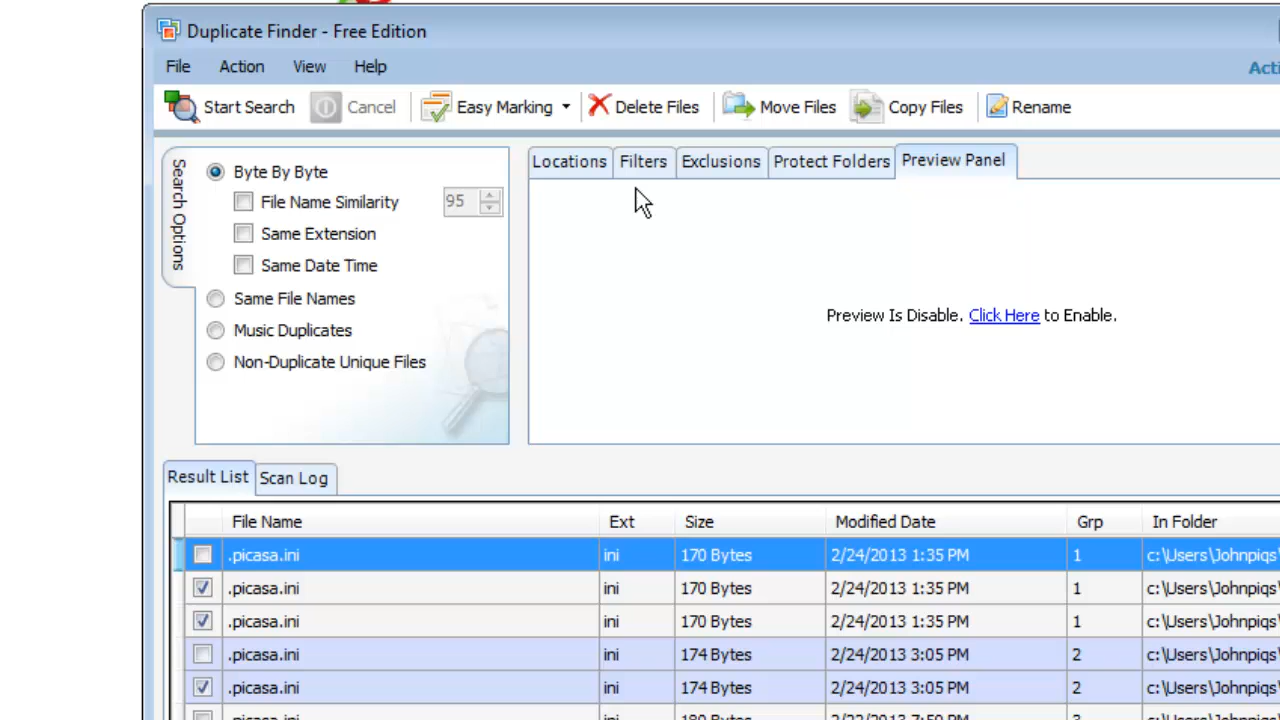 Duplicate Finder - Free Edition
File Action View Help
Acti
Start Search Cancel Easy Marking Delete Files Move Files Copy Files Rename
Search Options
Byte By Byte
File Name Similarity 95
Same Extension
Same Date Time
Same File Names
Music Duplicates
Non-Duplicate Unique Files
Locations Filters Exclusions Protect Folders Preview Panel
Preview Is Disable. Click Here to Enable.
Result List Scan Log
File Name Ext Size Modified Date Grp In Folder
.picasa.ini ini 170 Bytes 2/24/2013 1:35 PM 1 c:\Users\Johnpiqs
.picasa.ini ini 170 Bytes 2/24/2013 1:35 PM 1 c:\Users\Johnpiqs\
.picasa.ini ini 170 Bytes 2/24/2013 1:35 PM 1 c:\Users\Johnpiqs\
.picasa.ini ini 174 Bytes 2/24/2013 3:05 PM 2 c:\Users\Johnpiqs\
.picasa.ini ini 174 Bytes 2/24/2013 3:05 PM 2 c:\Users\Johnpiqs\